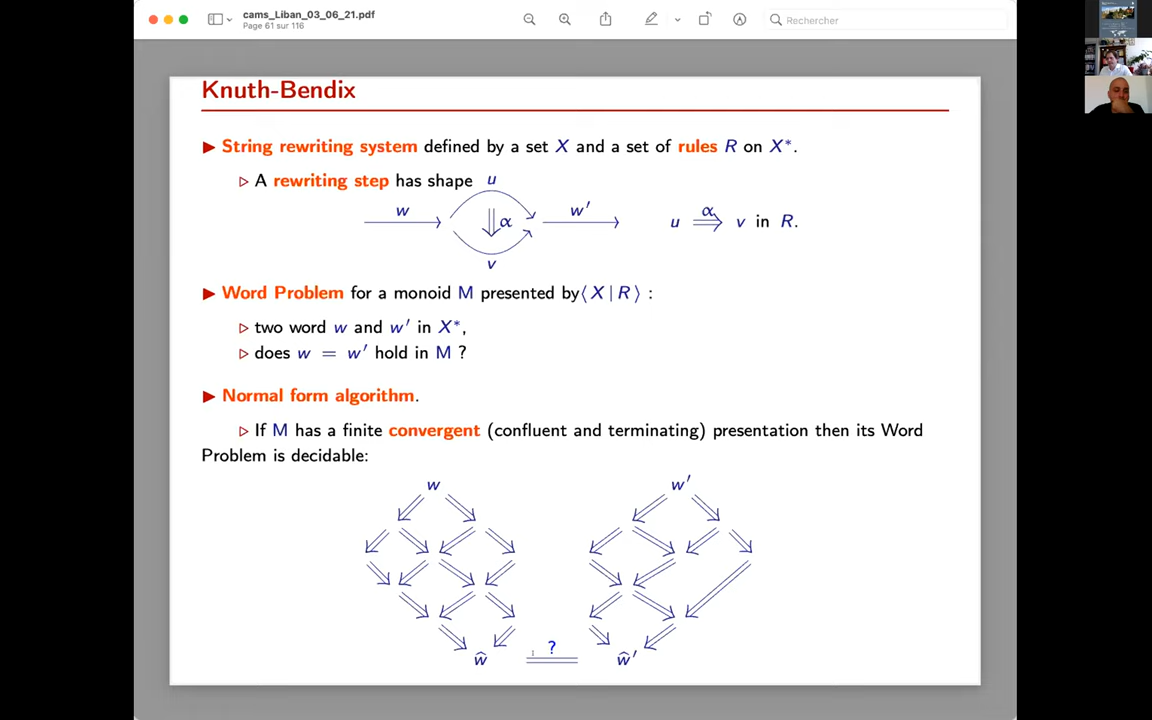 cams_Liban_03_06_21.pdf
Page 61 sur 116
Rechercher
Knuth-Bendix
► String rewriting system defined by a set X and a set of rules R on X*.
▷ A rewriting step has shape
u
w
α
w′
u ⇒ v in R.
α
v
► Word Problem for a monoid M presented by⟨ X | R ⟩ :
▷ two word w and w′ in X*,
▷ does w = w′ hold in M ?
► Normal form algorithm.
▷ If M has a finite convergent (confluent and terminating) presentation then its Word
Problem is decidable:
w
w′
?
ŵ
ŵ′